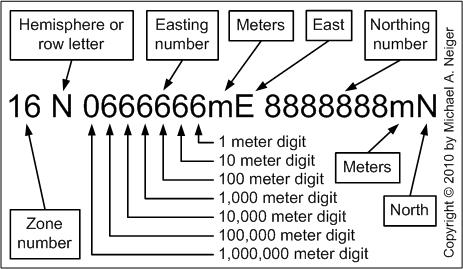 Hemisphere or
row letter
Easting
number
Meters
East
Northing
number
16 N 0666666mE 8888888mN
1 meter digit
10 meter digit
100 meter digit
1,000 meter digit
10,000 meter digit
100,000 meter digit
1,000,000 meter digit
Zone
number
Meters
North
Copyright © 2010 by Michael A. Neiger